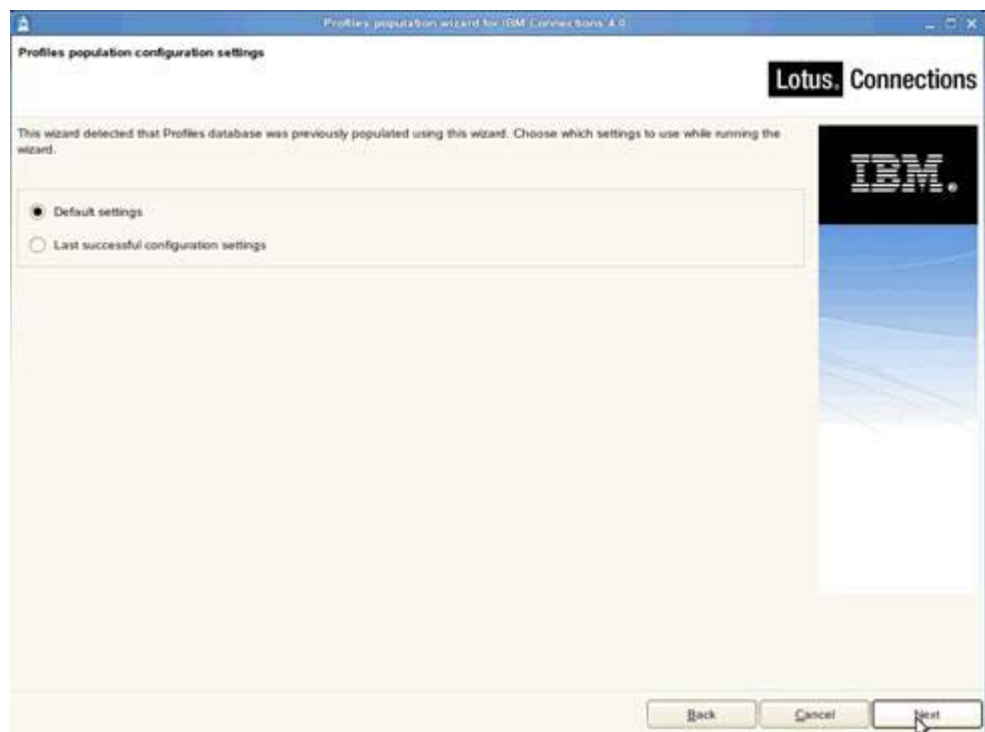 Profiles population wizard for IBM Connections 4.0
Profiles population configuration settings
Lotus. Connections
This wizard detected that Profiles database was previously populated using this wizard. Choose which settings to use while running the
wizard.
IBM.
Default settings
Last successful configuration settings
Back
Cancel
Next